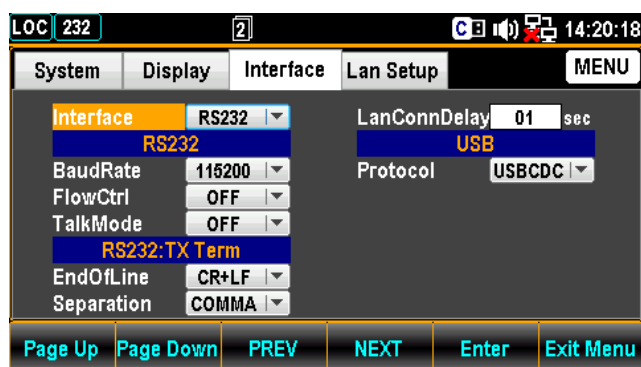 LOC 232 2 C 14:20:18
System Display Interface Lan Setup MENU
Interface RS232 LanConnDelay 01 sec
RS232 USB
BaudRate 115200 Protocol USBCDC
FlowCtrl OFF
TalkMode OFF
RS232:TX Term
EndOfLine CR+LF
Separation COMMA
Page Up Page Down PREV NEXT Enter Exit Menu